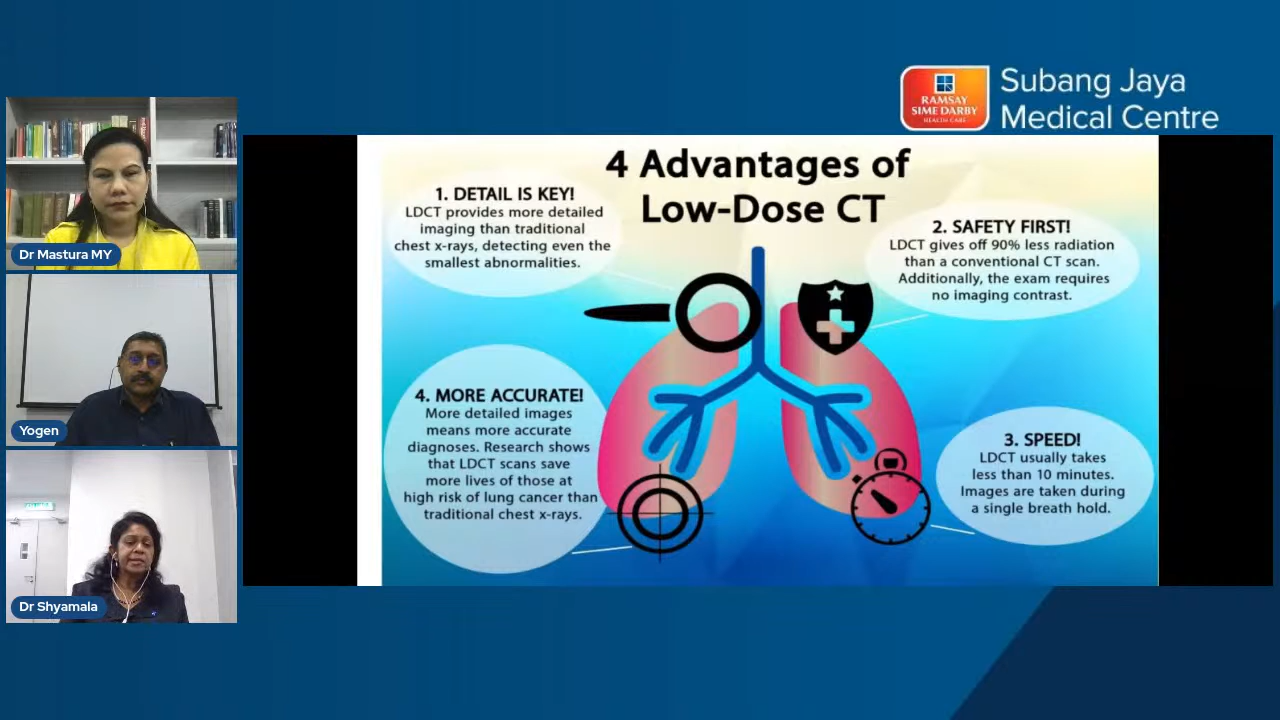 RAMSAY
SIME DARBY
HEALTH CARE
Subang Jaya
Medical Centre
Dr Mastura MY
Yogen
Dr Shyamala
4 Advantages of
Low-Dose CT
1. DETAIL IS KEY!
LDCT provides more detailed
imaging than traditional
chest x-rays, detecting even the
smallest abnormalities.
2. SAFETY FIRST!
LDCT gives off 90% less radiation
than a conventional CT scan.
Additionally, the exam requires
no imaging contrast.
3. SPEED!
LDCT usually takes
less than 10 minutes.
Images are taken during
a single breath hold.
4. MORE ACCURATE!
More detailed images
means more accurate
diagnoses. Research shows
that LDCT scans save
more lives of those at
high risk of lung cancer than
traditional chest x-rays.